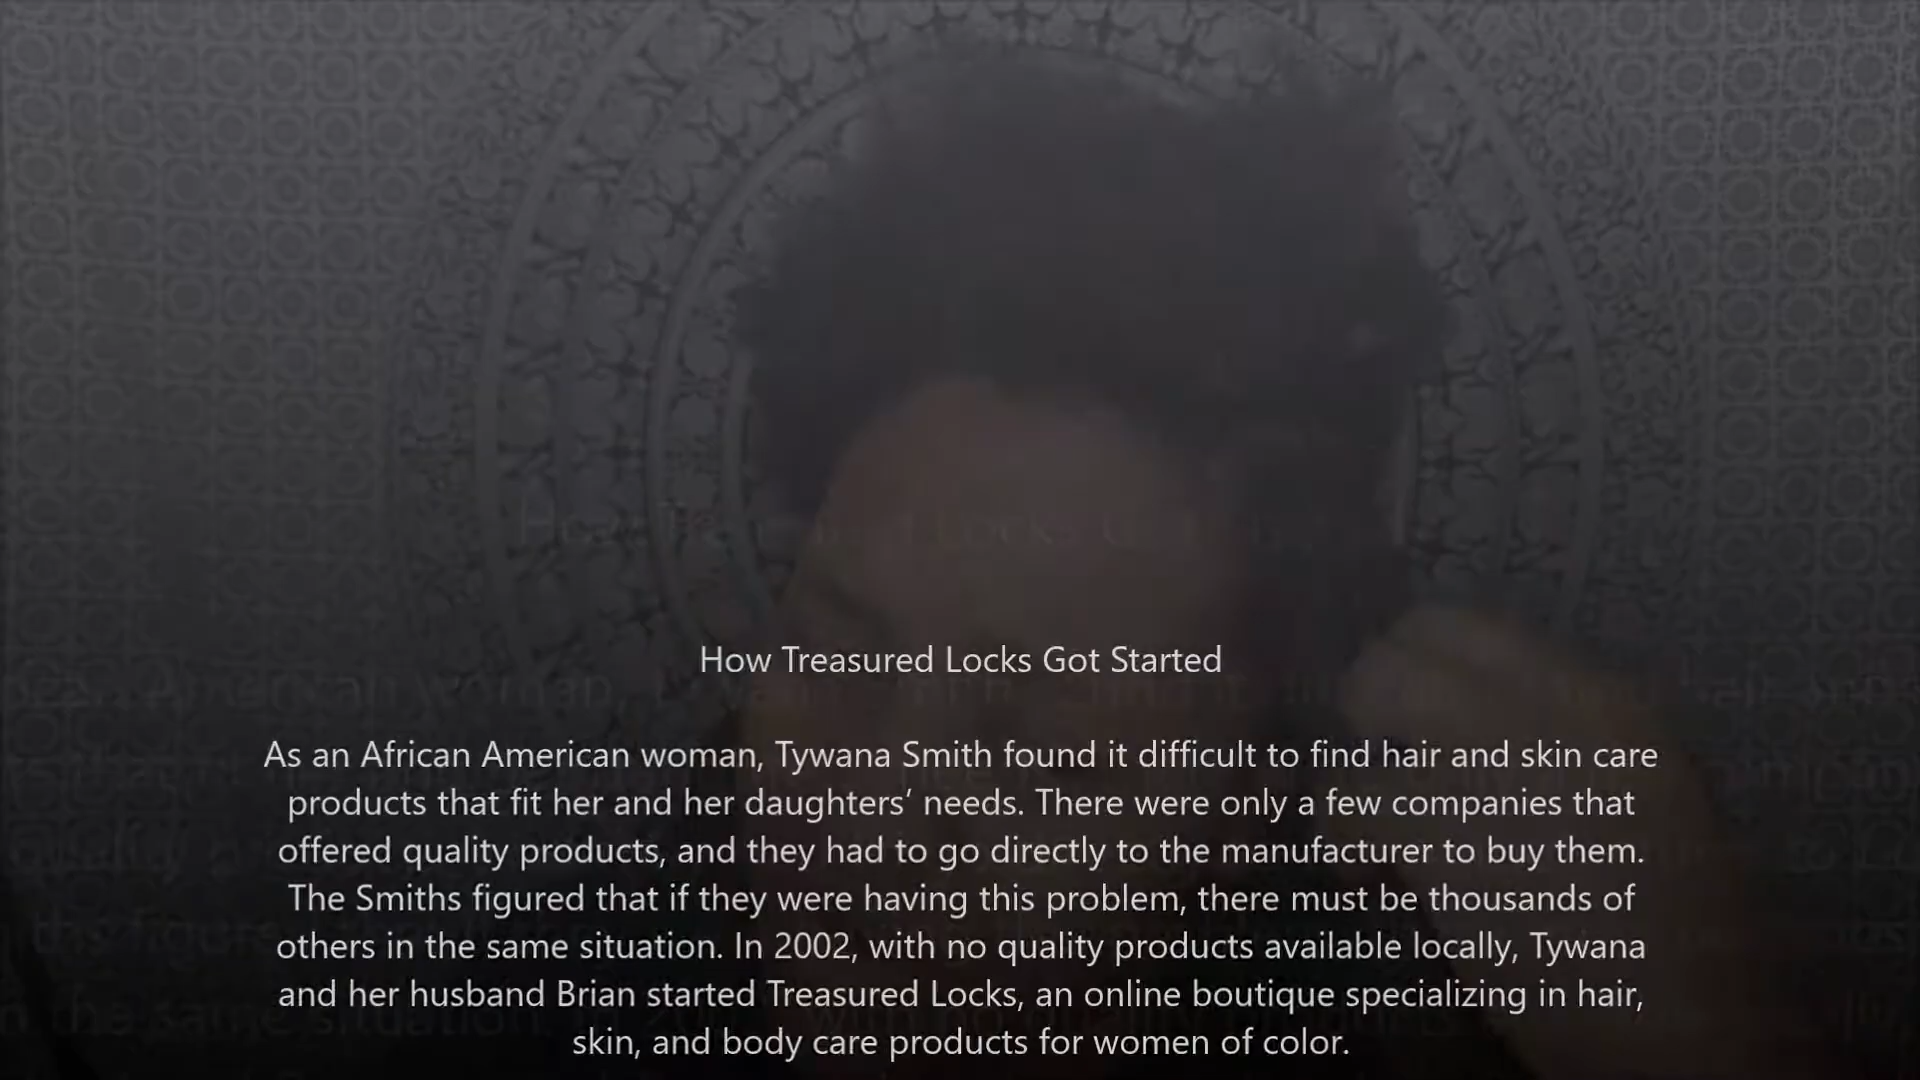 How Treasured Locks Got Started
As an African American woman, Tywana Smith found it difficult to find hair and skin care
products that fit her and her daughters’ needs. There were only a few companies that
offered quality products, and they had to go directly to the manufacturer to buy them.
The Smiths figured that if they were having this problem, there must be thousands of
others in the same situation. In 2002, with no quality products available locally, Tywana
and her husband Brian started Treasured Locks, an online boutique specializing in hair,
skin, and body care products for women of color.